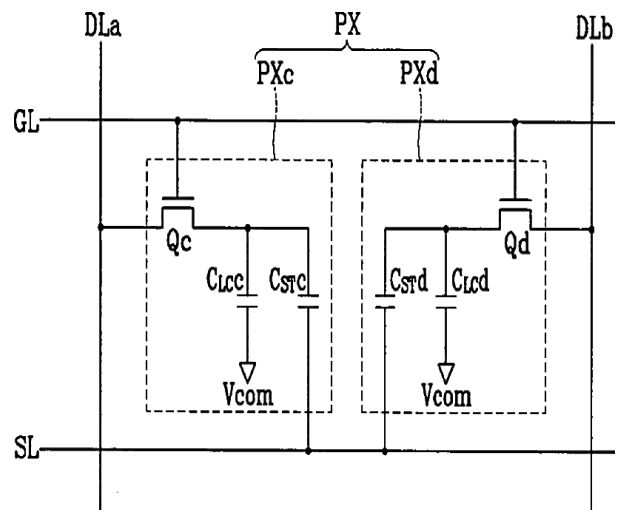 DLa PX DLb
PXc PXd
GL
Qc Qd
CLCc CSTc CSTd CLCd
Vcom Vcom
SL